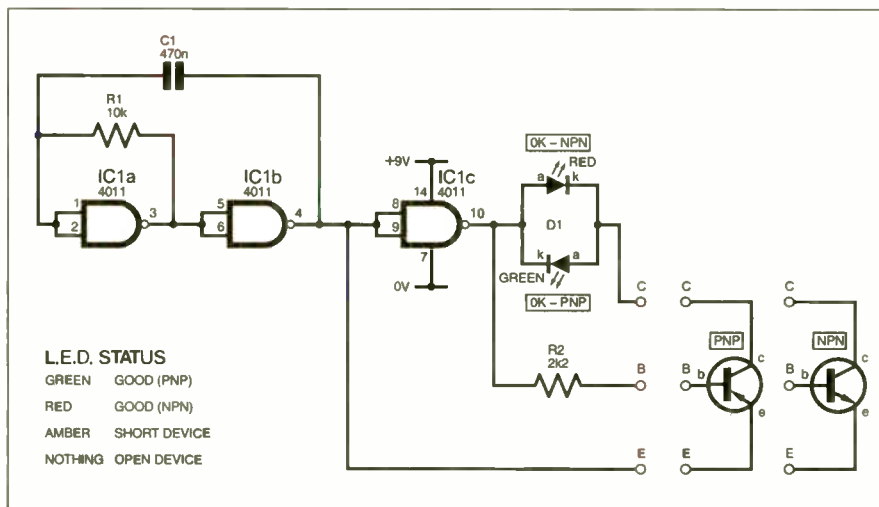 C1
470n
R1
10k
IC1a
4011
1
2
3
IC1b
4011
5
6
4
+9V
14
IC1c
4011
8
9
10
7
0V
OK – NPN
RED
a
k
D1
k
a
GREEN
OK – PNP
R2
2k2
C
C
C
PNP
c
NPN
c
B
B
b
B
b
e
e
E
E
E
L.E.D. STATUS
GREEN GOOD (PNP)
RED GOOD (NPN)
AMBER SHORT DEVICE
NOTHING OPEN DEVICE